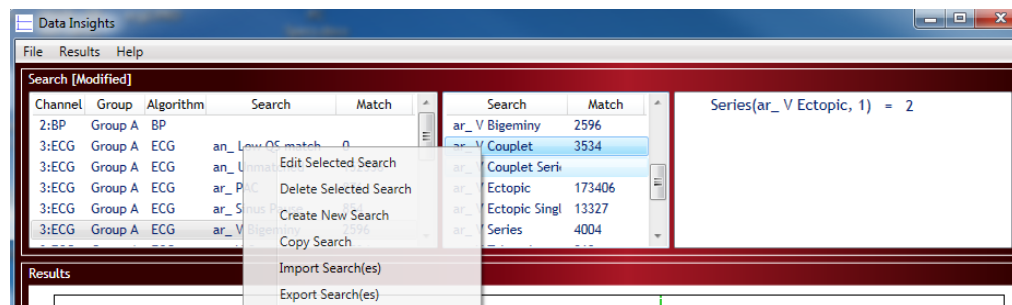 Data Insights
File Results Help
Search [Modified]
Channel Group Algorithm Search Match
2:BP Group A BP
3:ECG Group A ECG an_ Low QS match 0
3:ECG Group A ECG an_
3:ECG Group A ECG ar_
3:ECG Group A ECG ar_ Sinus Pause 854
3:ECG Group A ECG ar_ V Bigeminy 2596
Edit Selected Search
Delete Selected Search
Create New Search
Copy Search
Import Search(es)
Export Search(es)
Search Match
ar_ V Bigeminy 2596
ar_ V Couplet 3534
ar_ V Couplet Seri
ar_ V Ectopic 173406
ar_ V Ectopic Singl 13327
ar_ V Series 4004
Series(ar_ V Ectopic, 1) = 2
Results